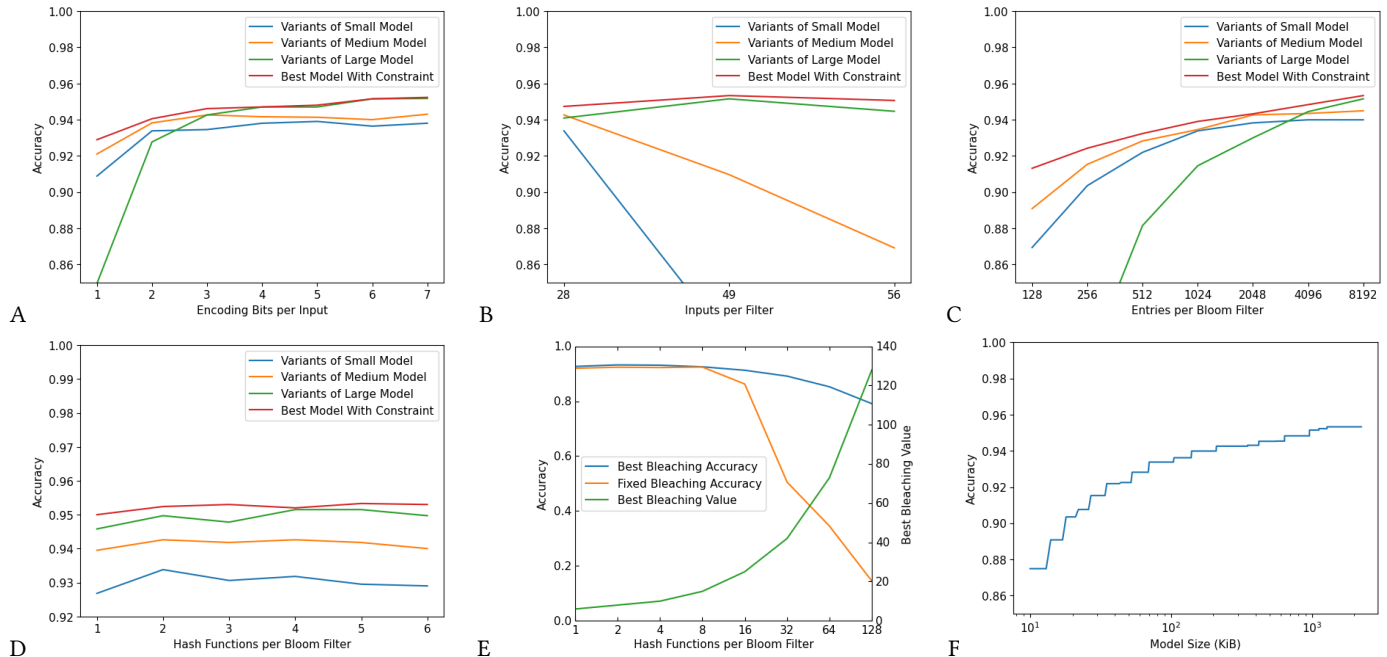 1.00
0.98
0.96
0.94
0.92
0.90
0.88
0.86
Accuracy
Variants of Small Model
Variants of Medium Model
Variants of Large Model
Best Model With Constraint
1 2 3 4 5 6 7
Encoding Bits per Input
A
1.00
0.98
0.96
0.94
0.92
0.90
0.88
0.86
Accuracy
Variants of Small Model
Variants of Medium Model
Variants of Large Model
Best Model With Constraint
28 49 56
Inputs per Filter
B
1.00
0.98
0.96
0.94
0.92
0.90
0.88
0.86
Accuracy
Variants of Small Model
Variants of Medium Model
Variants of Large Model
Best Model With Constraint
128 256 512 1024 2048 4096 8192
Entries per Bloom Filter
C
1.00
0.99
0.98
0.97
0.96
0.95
0.94
0.93
0.92
Accuracy
Variants of Small Model
Variants of Medium Model
Variants of Large Model
Best Model With Constraint
1 2 3 4 5 6
Hash Functions per Bloom Filter
D
1.0
0.8
0.6
0.4
0.2
0.0
Accuracy
Best Bleaching Accuracy
Fixed Bleaching Accuracy
Best Bleaching Value
140
120
100
80
60
40
20
0
Best Bleaching Value
1 2 4 8 16 32 64 128
Hash Functions per Bloom Filter
E
1.00
0.98
0.96
0.94
0.92
0.90
0.88
0.86
Accuracy
10¹ 10² 10³
Model Size (KiB)
F